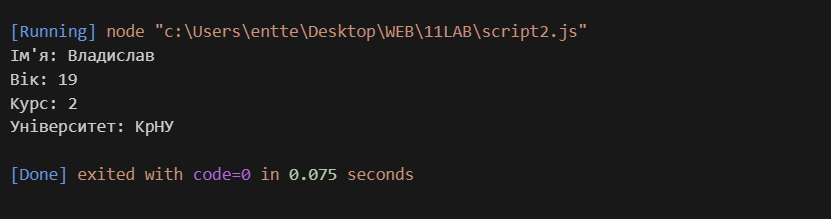 [Running] node "c:\Users\entte\Desktop\WEB\11LAB\script2.js"
Ім'я: Владислав
Вік: 19
Курс: 2
Університет: КрНУ
[Done] exited with code=0 in 0.075 seconds